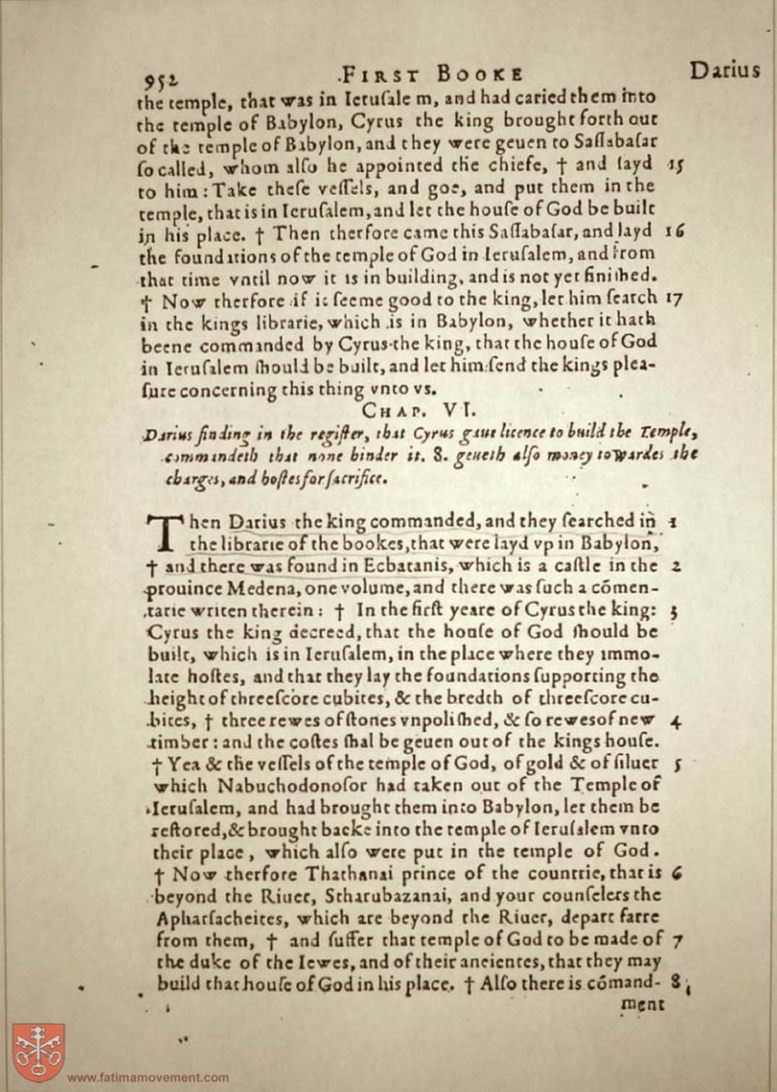 952 FIRST BOOKE Darius
the temple, that was in Ierusale m, and had caried them into
the temple of Babylon, Cyrus the king brought forth out
of the temple of Babylon, and they were geuen to Saſſabaſar
ſo called, whom alſo he appointed the chiefe, † and ſayd 15
to him: Take theſe veſſels, and goe, and put them in the
temple, that is in Ieruſalem, and let the houſe of God be built
in his place. † Then therfore came this Saſſabaſar, and layd 16
the foundations of the temple of God in Ieruſalem, and from
that time vntil now it is in building, and is not yet finiſhed.
† Now therfore if it ſeeme good to the king, let him ſearch 17
in the kings librarie, which is in Babylon, whether it hath
beene commanded by Cyrus the king, that the houſe of God
in Ieruſalem ſhould be built, and let him ſend the kings plea-
ſure concerning this thing vnto vs.
CHAP. VI.
Darius finding in the regiſter, that Cyrus gaue licence to build the Temple,
commandeth that none hinder it. 8. geueth alſo money towardes the
charges, and hoſtes for ſacrifice.
Then Darius the king commanded, and they ſearched in 1
the librarie of the bookes, that were layd vp in Babylon,
† and there was found in Ecbatanis, which is a caſtle in the 2
prouince Medena, one volume, and there was ſuch a cõmen-
tarie writen therein: † In the firſt yeare of Cyrus the king: 3
Cyrus the king decreed, that the houſe of God ſhould be
built, which is in Ieruſalem, in the place where they immo-
late hoſtes, and that they lay the foundations ſupporting the
height of threeſcore cubites, & the bredth of threeſcore cu-
bites, † three rewes of ſtones vnpoliſhed, & ſo rewes of new 4
timber: and the coſtes ſhal be geuen out of the kings houſe.
† Yea & the veſſels of the temple of God, of gold & of ſiluer 5
which Nabuchodonoſor had taken out of the Temple of
Ieruſalem, and had brought them into Babylon, let them be
reſtored, & brought backe into the temple of Ieruſalem vnto
their place, which alſo were put in the temple of God.
† Now therfore Thathanai prince of the countrie, that is 6
beyond the Riuer, Stharubazanai, and your counſelers the
Apharſacheites, which are beyond the Riuer, depart farre
from them, † and ſuffer that temple of God to be made of 7
the duke of the Iewes, and of their ancientes, that they may
build that houſe of God in his place. † Alſo there is cõmand- 8
ment
www.fatimamovement.com